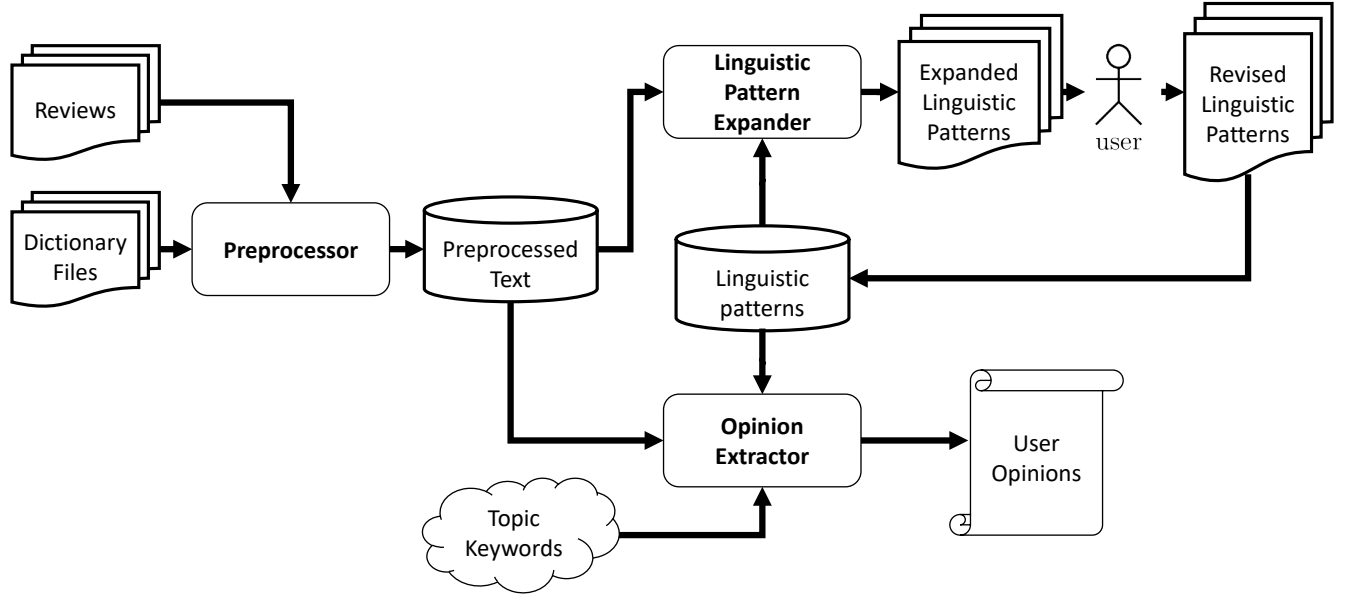 Reviews
Dictionary
Files
Preprocessor
Preprocessed
Text
Linguistic
Pattern
Expander
Expanded
Linguistic
Patterns
user
Revised
Linguistic
Patterns
Linguistic
patterns
Opinion
Extractor
Topic
Keywords
User
Opinions